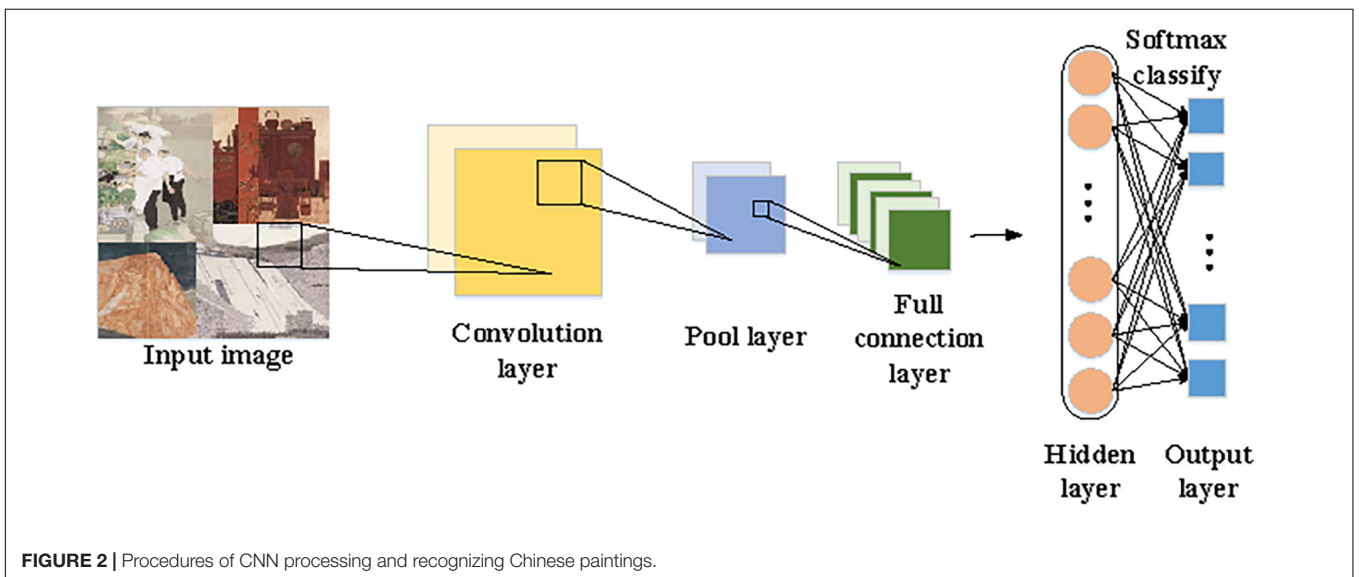 Softmax
classify
Input image
Convolution
layer
Pool layer
Full
connection
layer
Hidden
layer
Output
layer
FIGURE 2 | Procedures of CNN processing and recognizing Chinese paintings.